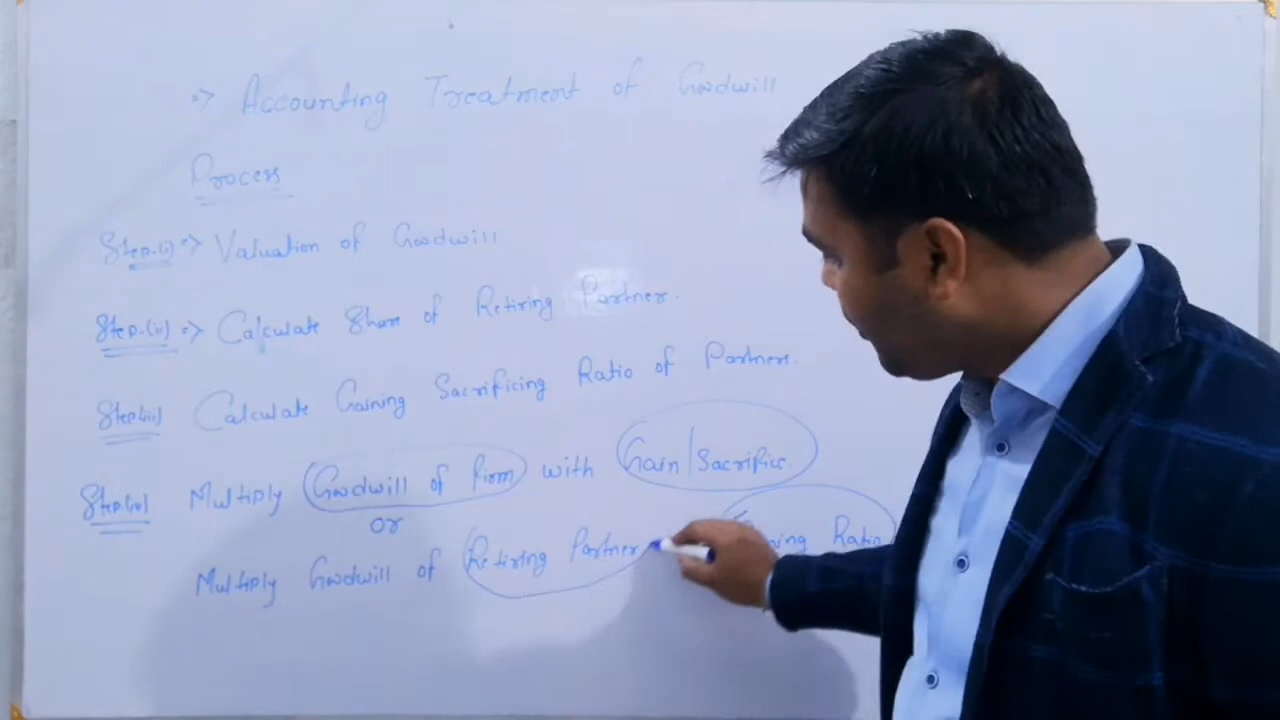 => Accounting Treatment of Goodwill
Process
Step.(i) => Valuation of Goodwill
Step.(ii) => Calculate Share of Retiring Partner.
Step(iii) Calculate Gaining Sacrificing Ratio of Partners.
Step(iv) Multiply Goodwill of Firm with Gain/Sacrifice
or
Multiply Goodwill of Retiring Partner Ratio